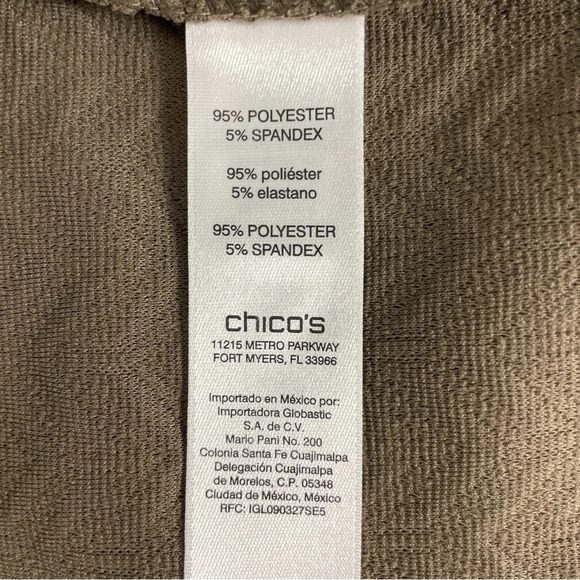 95% POLYESTER
5% SPANDEX
95% poliéster
5% elastano
95% POLYESTER
5% SPANDEX
chico's
11215 METRO PARKWAY
FORT MYERS, FL 33966
Importado en México por:
Importadora Globastic
S.A. de C.V.
Mario Pani No. 200
Colonia Santa Fe Cuajimalpa
Delegación Cuajimalpa
de Morelos, C.P. 05348
Ciudad de México, México
RFC: IGL090327SE5